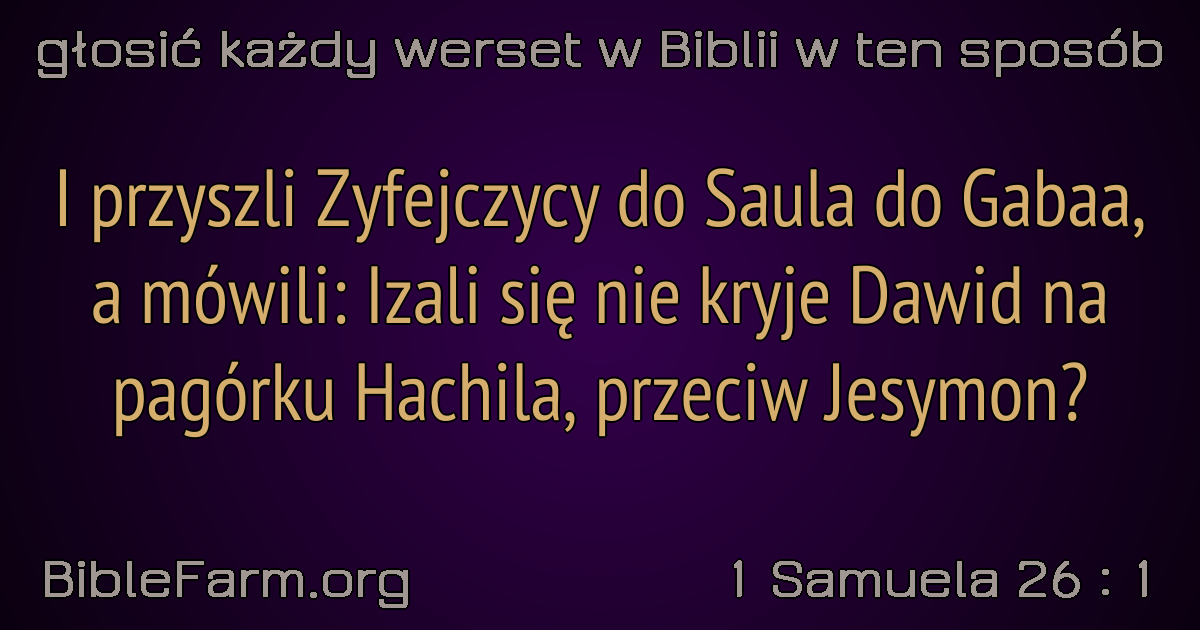 głosić każdy werset w Biblii w ten sposób
I przyszli Zyfejczycy do Saula do Gabaa,
a mówili: Izali się nie kryje Dawid na
pagórku Hachila, przeciw Jesymon?
BibleFarm.org
1 Samuela 26 : 1